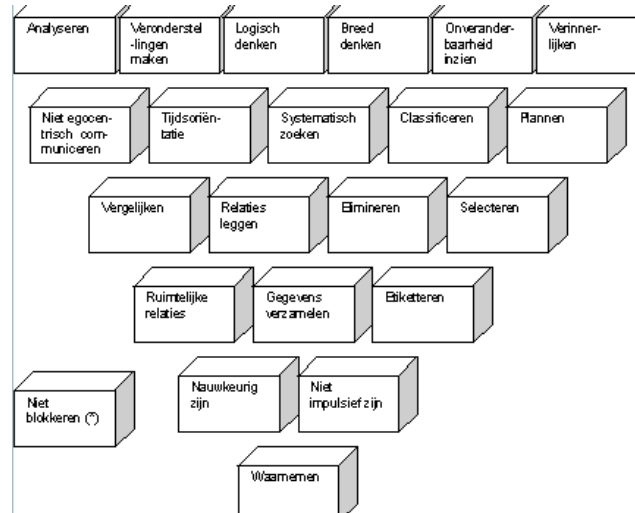 Analyseren
Veronderstel
-lingen
maken
Logisch
denken
Breed
denken
Onverander-
baarheid
inzien
Verinner-
lijken
Niet egocen-
trisch com-
municeren
Tijdsoriën-
tatie
Systematisch
zoeken
Classificeren
Plannen
Vergelijken
Relaties
leggen
Elimineren
Selecteren
Ruimtelijke
relaties
Gegevens
verzamelen
Etiketteren
Niet
blokkeren (*)
Nauwkeurig
zijn
Niet
impulsief zijn
Waarnemen